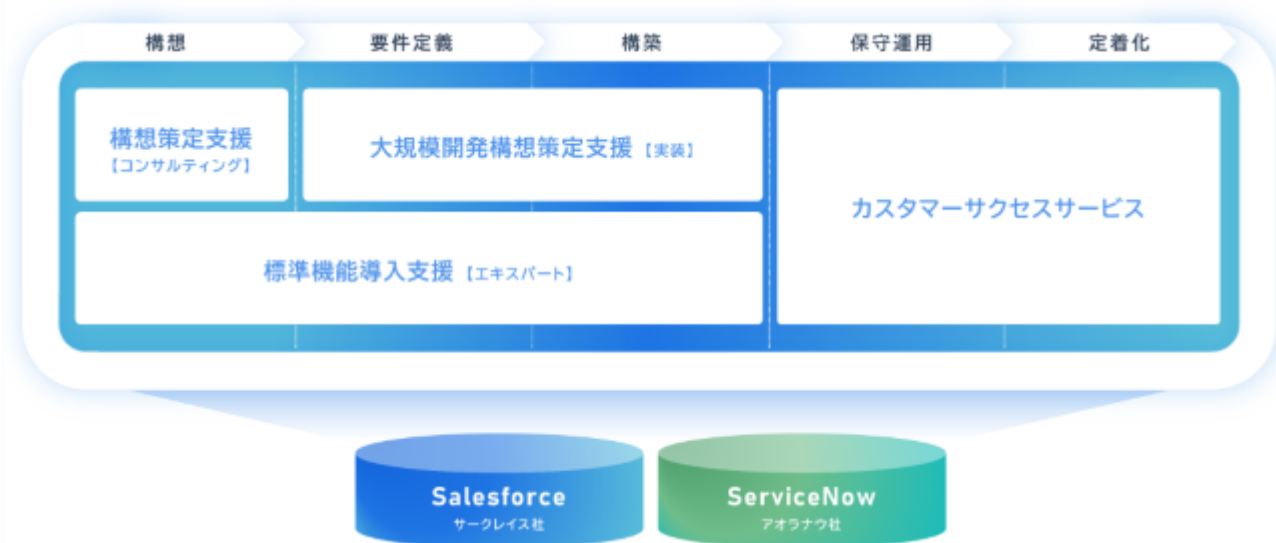 構想
要件定義
構築
保守運用
定着化
構想策定支援
【コンサルティング】
大規模開発構想策定支援【実装】
カスタマーサクセスサービス
標準機能導入支援【エキスパート】
Salesforce
サークレイス社
ServiceNow
アオラナウ社